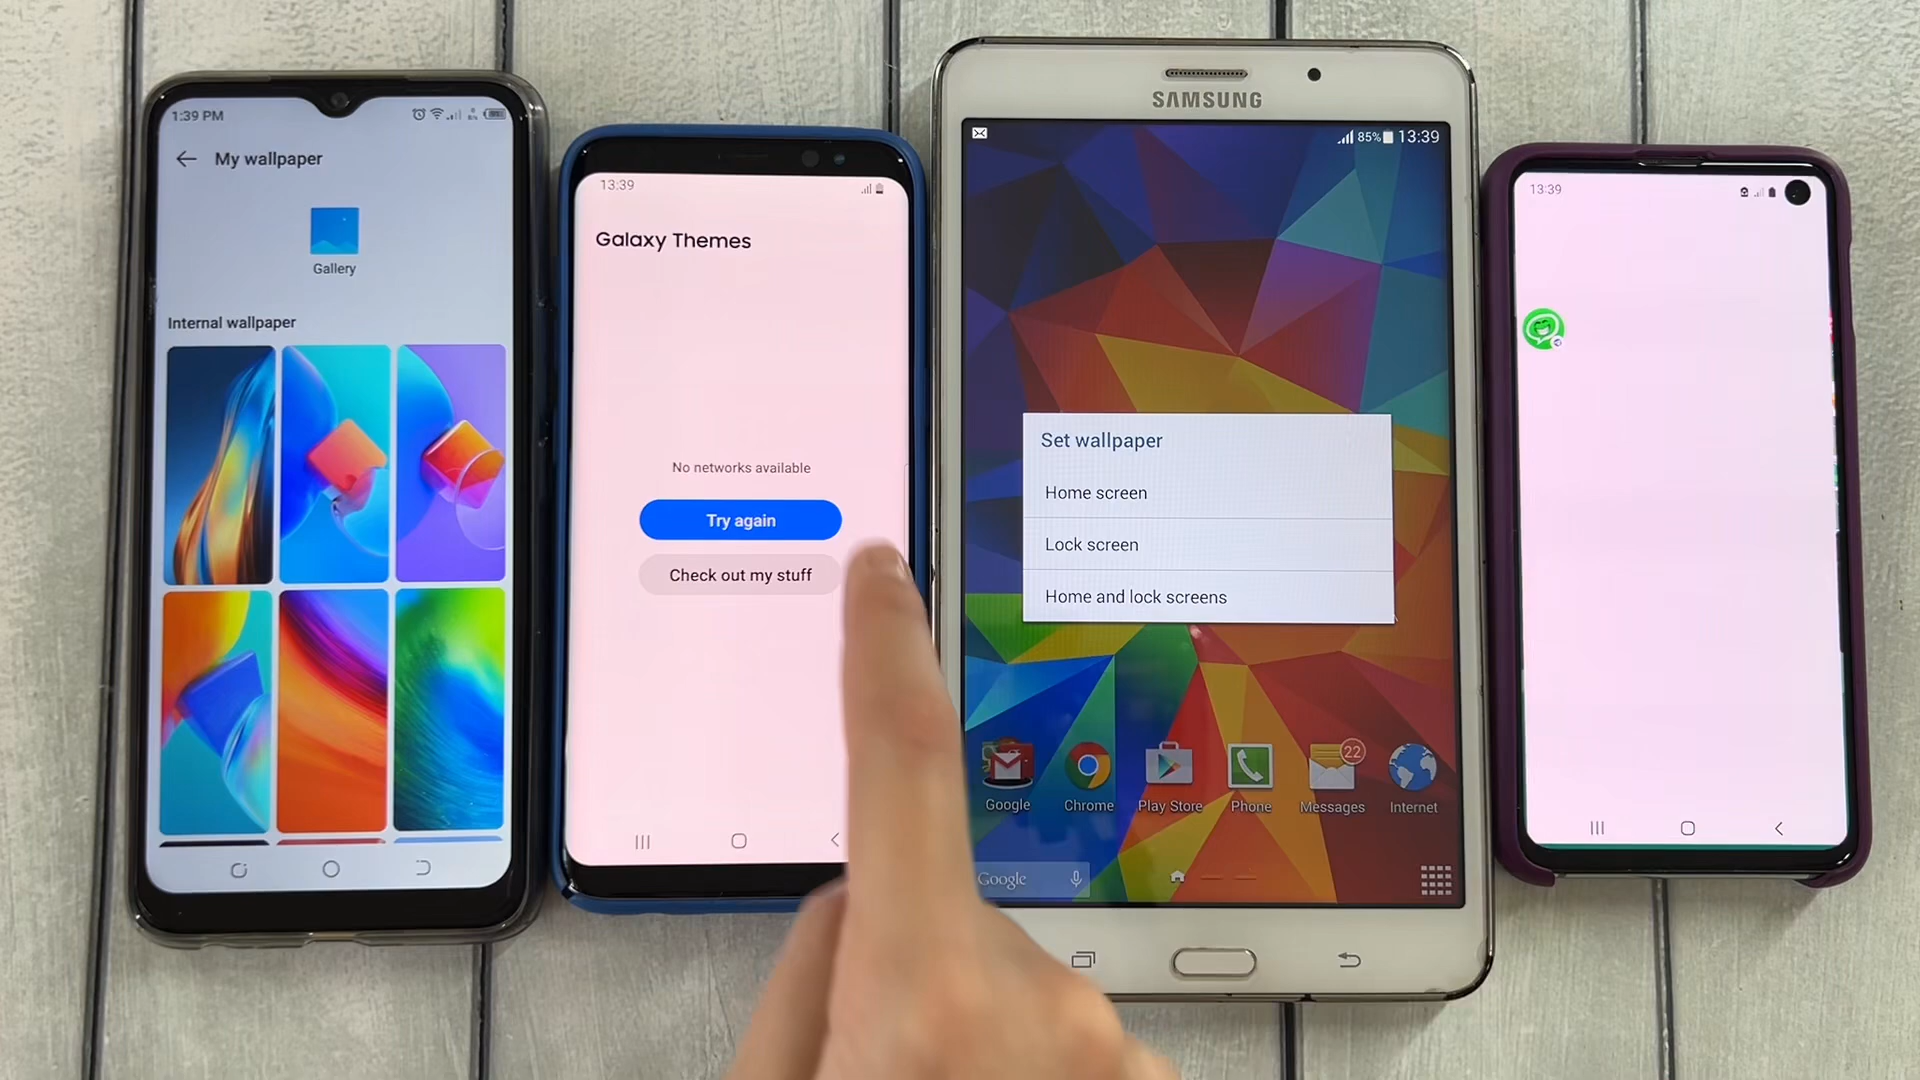 1:39 PM
My wallpaper
Gallery
Internal wallpaper
13:39
Galaxy Themes
No networks available
Try again
Check out my stuff
SAMSUNG
85% 13:39
Set wallpaper
Home screen
Lock screen
Home and lock screens
22
Google Chrome Play Store Phone Messages Internet
Google
13:39